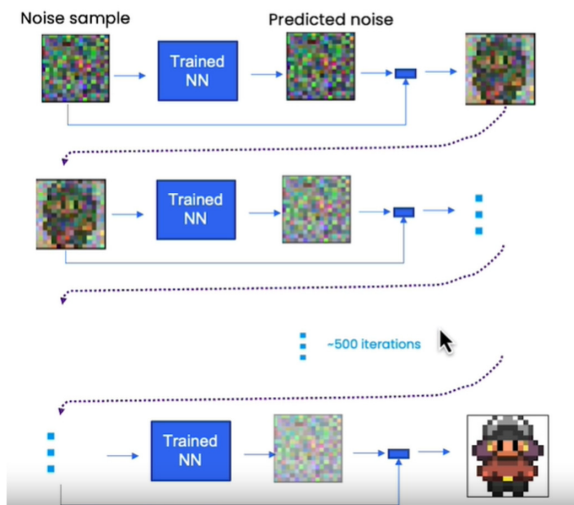 Noise sample
Predicted noise
Trained
NN
Trained
NN
~500 iterations
Trained
NN